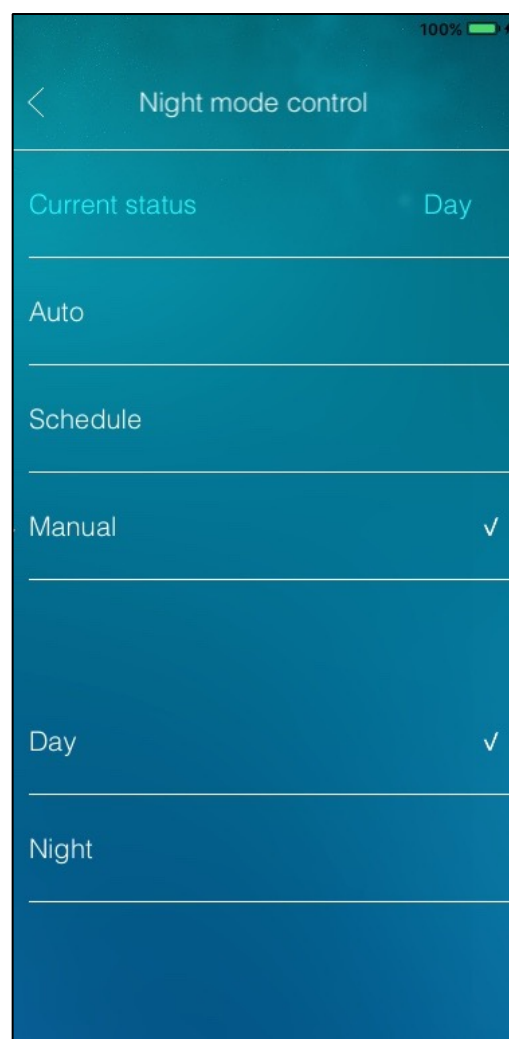 100%
Night mode control
Current status Day
Auto
Schedule
Manual ✓
Day ✓
Night